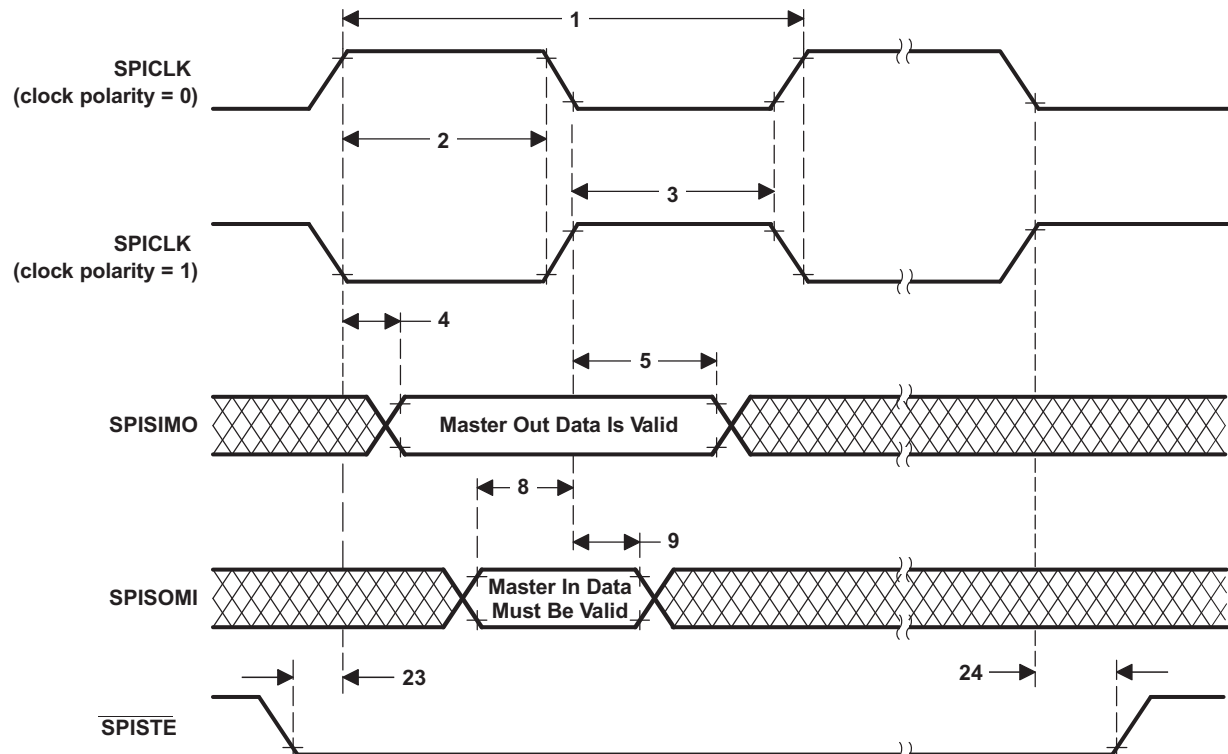 1
SPICLK
(clock polarity = 0)
2
3
SPICLK
(clock polarity = 1)
4
5
SPISIMO
Master Out Data Is Valid
8
9
SPISOMI
Master In Data
Must Be Valid
23
24
SPISTE